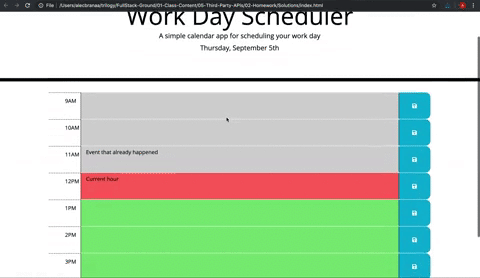 File | /Users/alecbranaa/trilogy/FullStack-Ground/01-Class-Content/05-Third-Party-APIs/02-Homework/Solutions/index.html
Work Day Scheduler
A simple calendar app for scheduling your work day
Thursday, September 5th
9AM
10AM
11AM Event that already happened
12PM Current hour
1PM
2PM
3PM